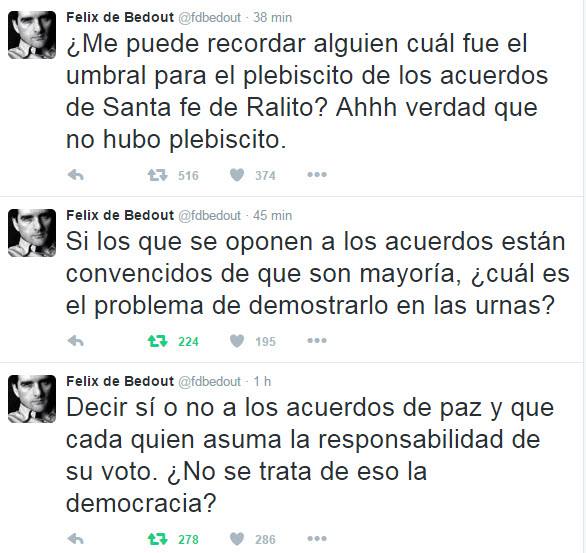 Felix de Bedout @fdbedout · 38 min
¿Me puede recordar alguien cuál fue el
umbral para el plebiscito de los acuerdos
de Santa fe de Ralito? Ahhh verdad que
no hubo plebiscito.
516 374
Felix de Bedout @fdbedout · 45 min
Si los que se oponen a los acuerdos están
convencidos de que son mayoría, ¿cuál es
el problema de demostrarlo en las urnas?
224 195
Felix de Bedout @fdbedout · 1 h
Decir sí o no a los acuerdos de paz y que
cada quien asuma la responsabilidad de
su voto. ¿No se trata de eso la
democracia?
278 286